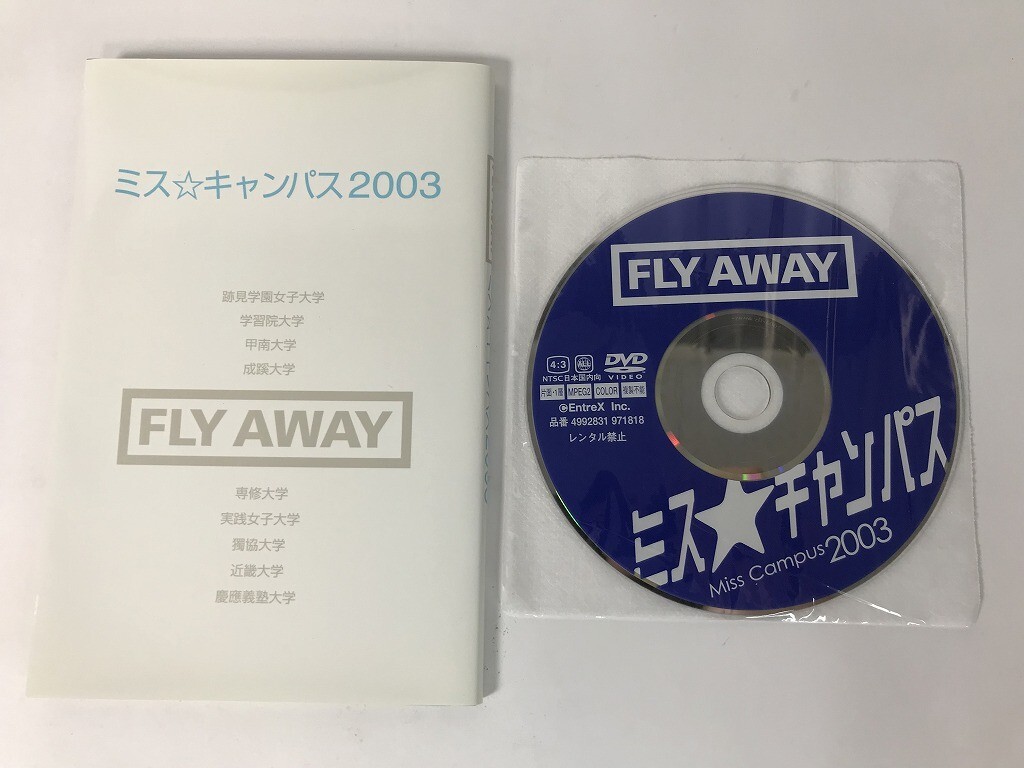 ミス☆キャンパス2003
跡見学園女子大学
学習院大学
甲南大学
成蹊大学
FLY AWAY
専修大学
実践女子大学
獨協大学
近畿大学
慶應義塾大学
FLY AWAY
4:3
DVD
VIDEO
NTSC日本国内向
片面・1層 MPEG2 COLOR 複製不能
©EntreX Inc.
品番 4992831 971818
レンタル禁止
ミス★キャンパス
Miss Campus 2003